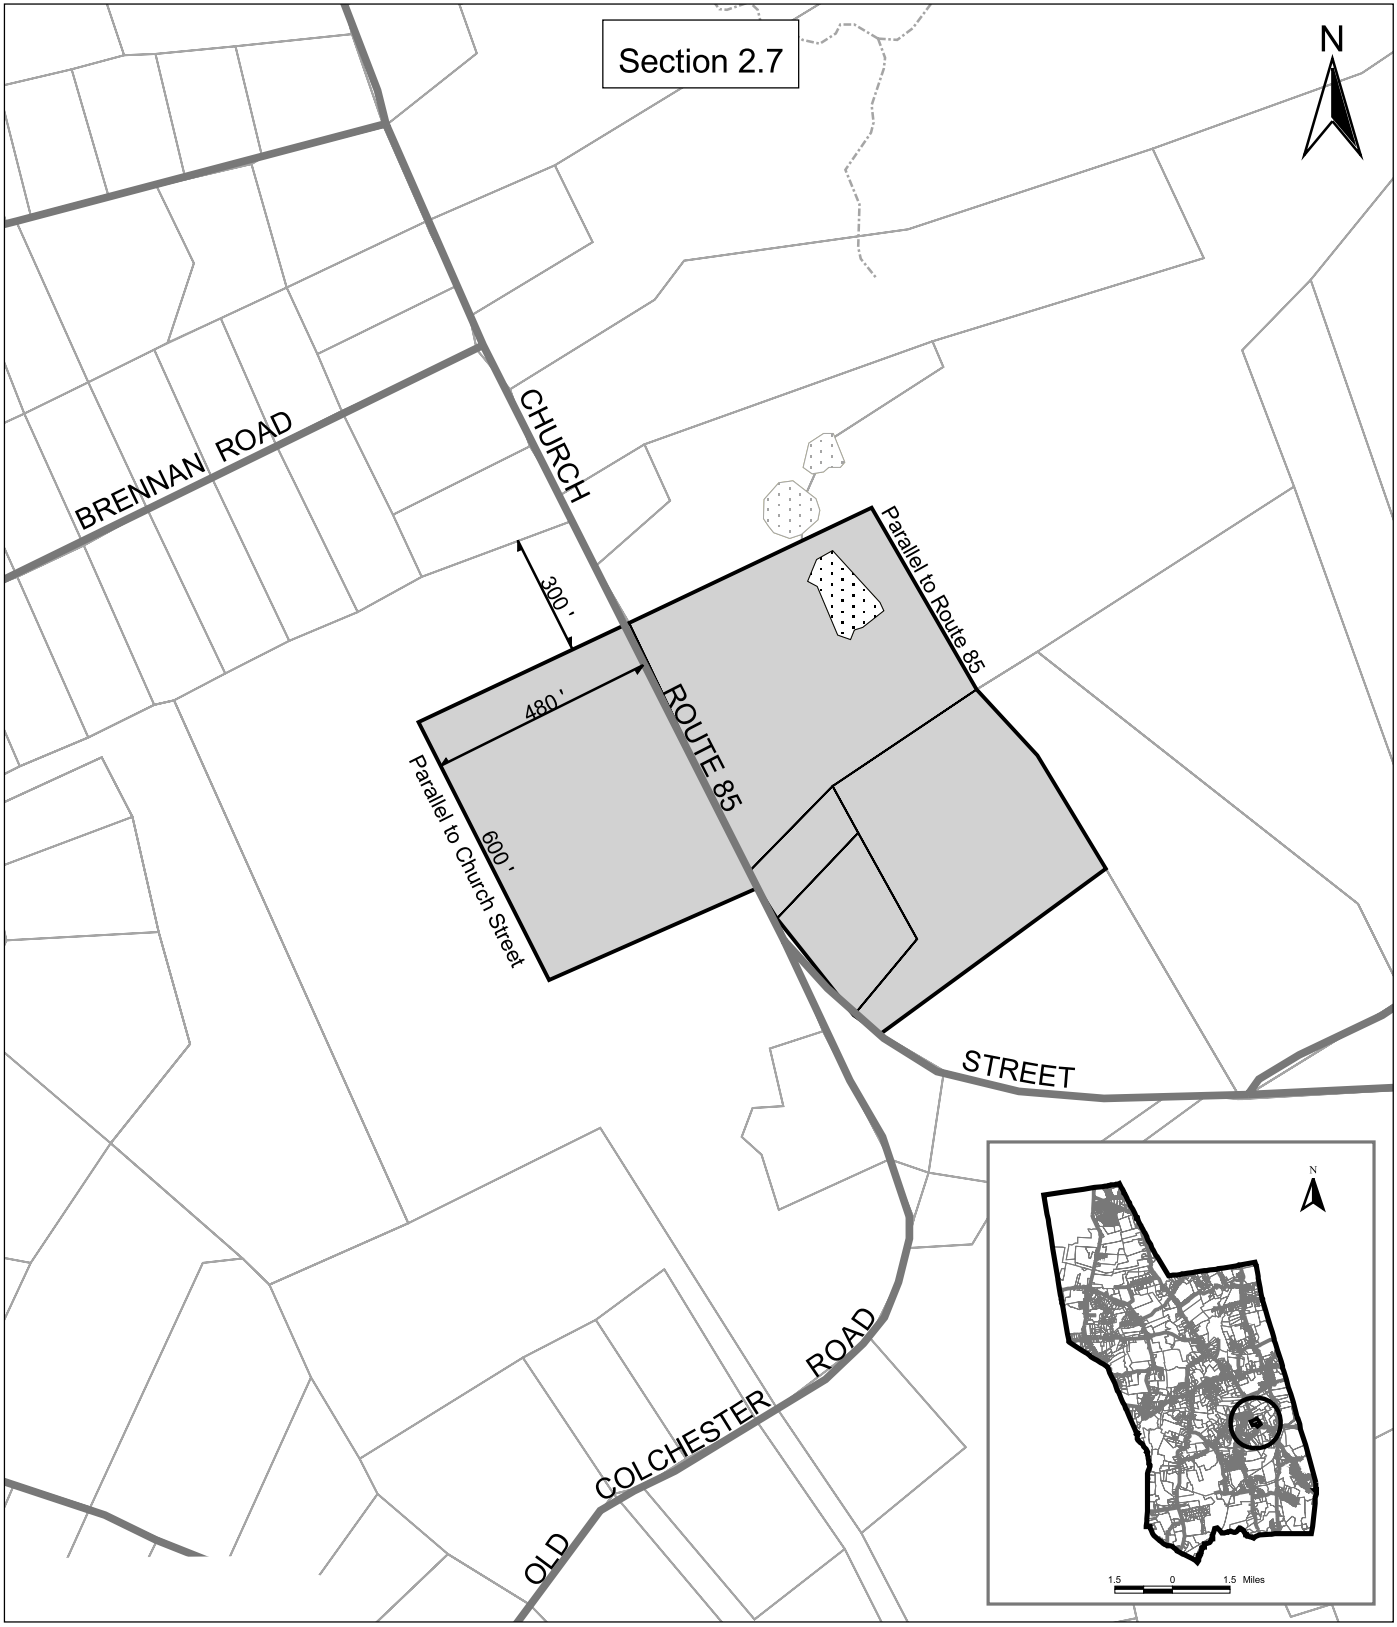 Section 2.7
N
CHURCH
BRENNAN ROAD
Parallel to Route 85
300 '
480 '
ROUTE 85
Parallel to Church Street
600 '
STREET
N
ROAD
COLCHESTER
OLD
1.5 0 1.5 Miles